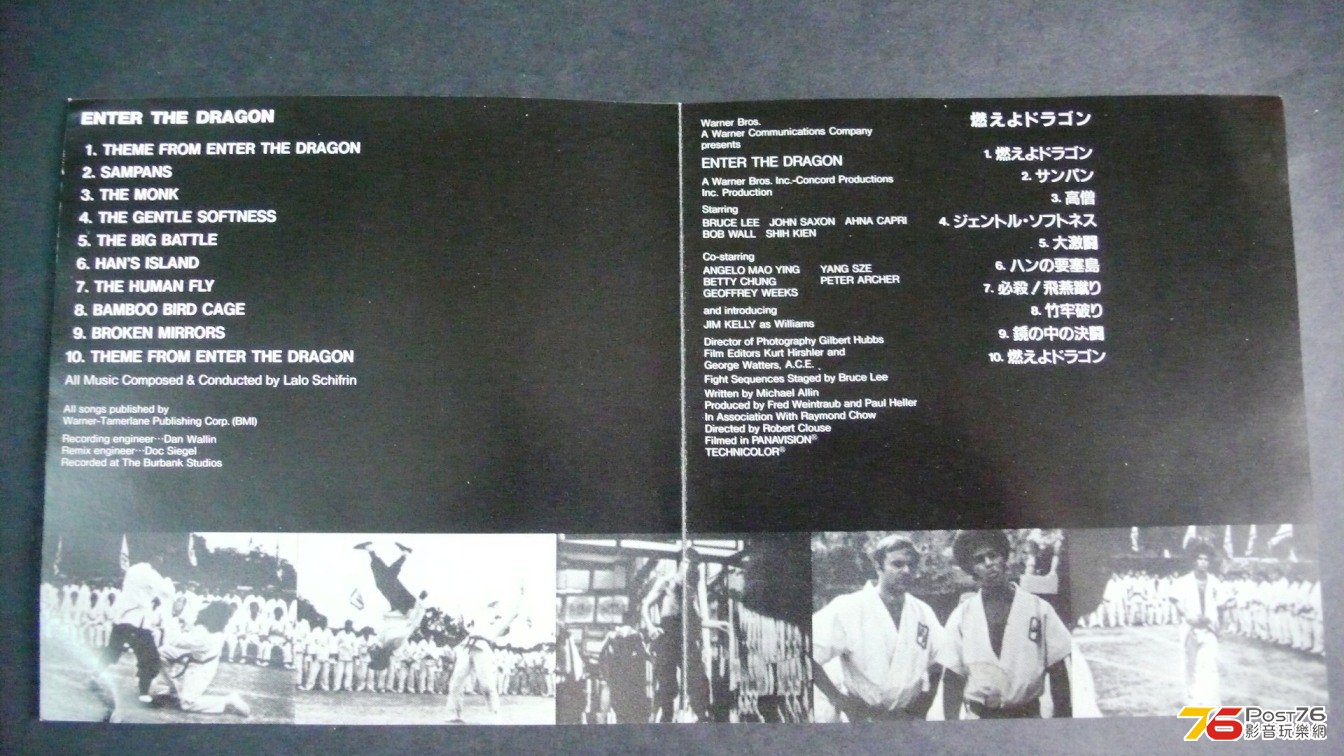 ENTER THE DRAGON
1. THEME FROM ENTER THE DRAGON
2. SAMPANS
3. THE MONK
4. THE GENTLE SOFTNESS
5. THE BIG BATTLE
6. HAN'S ISLAND
7. THE HUMAN FLY
8. BAMBOO BIRD CAGE
9. BROKEN MIRRORS
10. THEME FROM ENTER THE DRAGON
All Music Composed & Conducted by Lalo Schifrin
All songs published by
Warner-Tamerlane Publishing Corp. (BMI)
Recording engineer…Dan Wallin
Remix engineer…Doc Siegel
Recorded at The Burbank Studios
Warner Bros.
A Warner Communications Company
presents
ENTER THE DRAGON
A Warner Bros. Inc.-Concord Productions
Inc. Production
Starring
BRUCE LEE JOHN SAXON AHNA CAPRI
BOB WALL SHIH KIEN
Co-starring
ANGELO MAO YING YANG SZE
BETTY CHUNG PETER ARCHER
GEOFFREY WEEKS
and introducing
JIM KELLY as Williams
Director of Photography Gilbert Hubbs
Film Editors Kurt Hirshler and
George Watters, A.C.E.
Fight Sequences Staged by Bruce Lee
Written by Michael Allin
Produced by Fred Weintraub and Paul Heller
In Association With Raymond Chow
Directed by Robert Clouse
Filmed in PANAVISION®
TECHNICOLOR®
燃えよドラゴン
1. 燃えよドラゴン
2. サンパン
3. 高僧
4. ジェントル・ソフトネス
5. 大激闘
6. ハンの要塞島
7. 必殺！飛燕蹴り
8. 竹牢破り
9. 鏡の中の決闘
10. 燃えよドラゴン
76 Post76
影音玩樂網